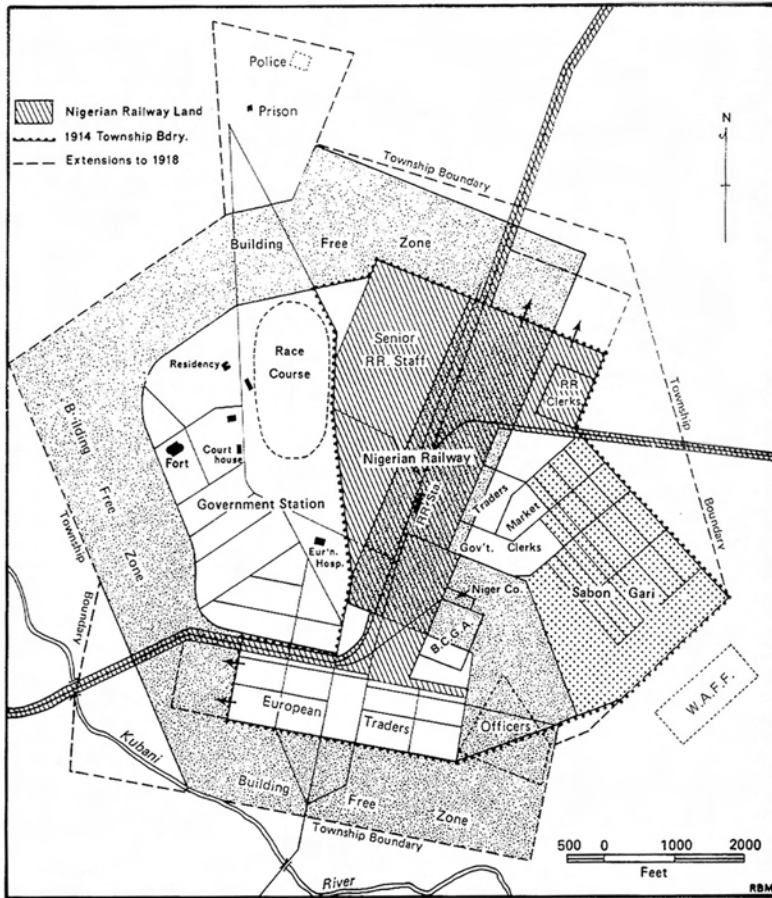 Police
Prison
Nigerian Railway Land
1914 Township Bdry.
Extensions to 1918
N
Township Boundary
Building Free Zone
Senior
RR. Staff
Race
Course
Residency
RR
Clerks
Township Boundary
Building Free Zone
Fort
Court
house
Nigerian Railway
RR. Sta.
Traders
Market
Government Station
Gov't. Clerks
Eur'n.
Hosp.
Sabon Gari
Niger Co.
B.C.G.A.
Township Boundary
W.A.F.F.
European Traders
Officers
Kubani River
Building Free Zone
Township Boundary
500 0 1000 2000
Feet
RBM